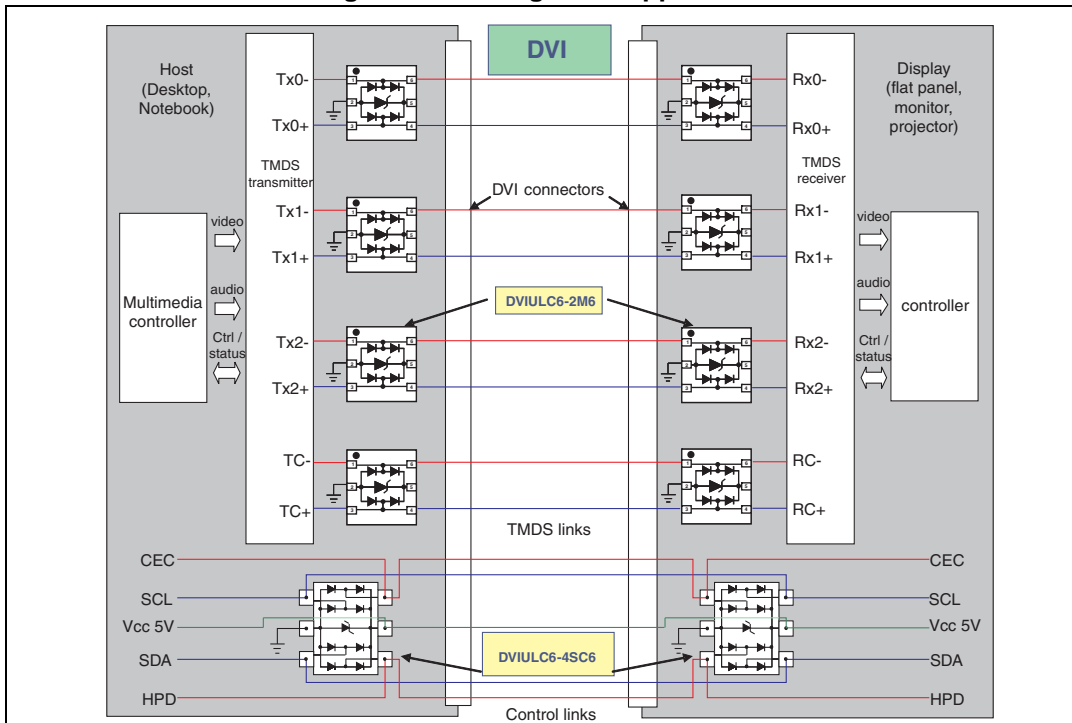 DVI
Host
(Desktop,
Notebook)
Tx0-
Tx0+
TMDS
transmitter
Tx1-
Tx1+
Tx2-
Tx2+
TC-
TC+
Multimedia
controller
video
audio
Ctrl /
status
DVI connectors
DVIULC6-2M6
TMDS links
Rx0-
Rx0+
TMDS
receiver
Rx1-
Rx1+
Rx2-
Rx2+
RC-
RC+
Display
(flat panel,
monitor,
projector)
video
audio
Ctrl /
status
controller
CEC
SCL
Vcc 5V
SDA
HPD
DVIULC6-4SC6
Control links
CEC
SCL
Vcc 5V
SDA
HPD